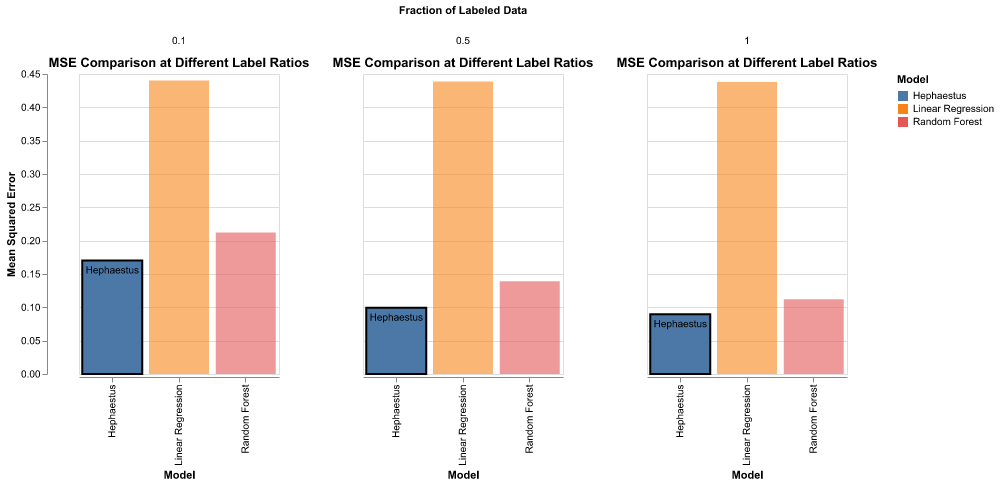 Fraction of Labeled Data
0.1 0.5 1
MSE Comparison at Different Label Ratios MSE Comparison at Different Label Ratios MSE Comparison at Different Label Ratios
Mean Squared Error
0.45
0.40
0.35
0.30
0.25
0.20
0.15
0.10
0.05
0.00
Hephaestus
Hephaestus
Hephaestus
Hephaestus
Linear Regression
Random Forest
Hephaestus
Linear Regression
Random Forest
Hephaestus
Linear Regression
Random Forest
Model Model Model
Model
Hephaestus
Linear Regression
Random Forest